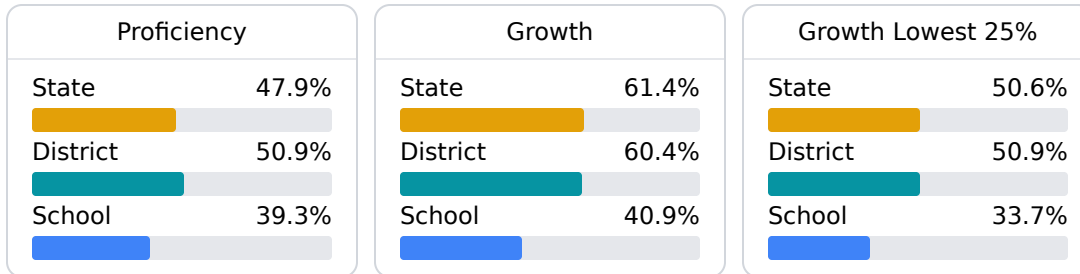 Proficiency
State 47.9%
District 50.9%
School 39.3%
Growth
State 61.4%
District 60.4%
School 40.9%
Growth Lowest 25%
State 50.6%
District 50.9%
School 33.7%